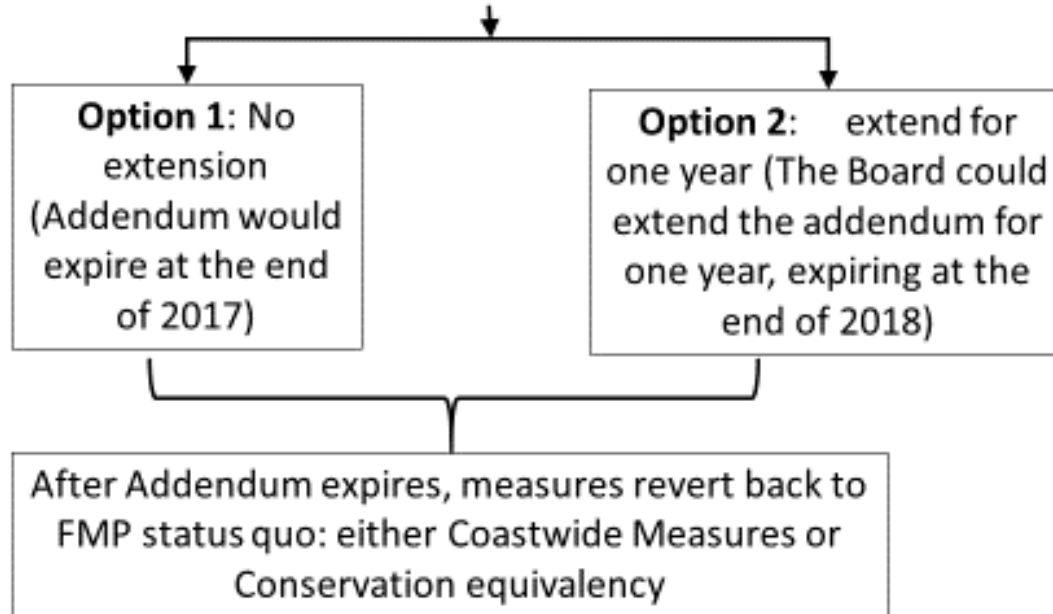 Option 1: No
extension
(Addendum would
expire at the end
of 2017)
Option 2: extend for
one year (The Board could
extend the addendum for
one year, expiring at the
end of 2018)
After Addendum expires, measures revert back to
FMP status quo: either Coastwide Measures or
Conservation equivalency